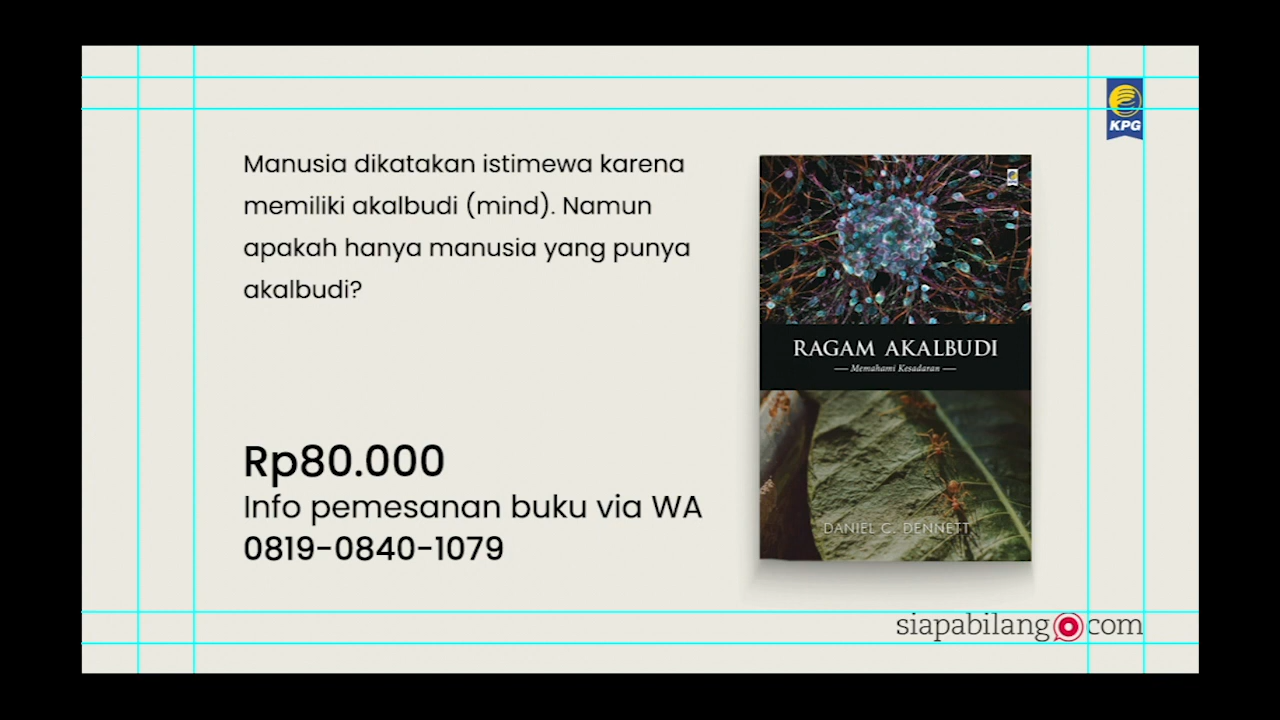 KPG
Manusia dikatakan istimewa karena
memiliki akalbudi (mind). Namun
apakah hanya manusia yang punya
akalbudi?
Rp80.000
Info pemesanan buku via WA
0819-0840-1079
RAGAM AKALBUDI
Memahami Kesadaran
DANIEL C. DENNETT
siapabilang com